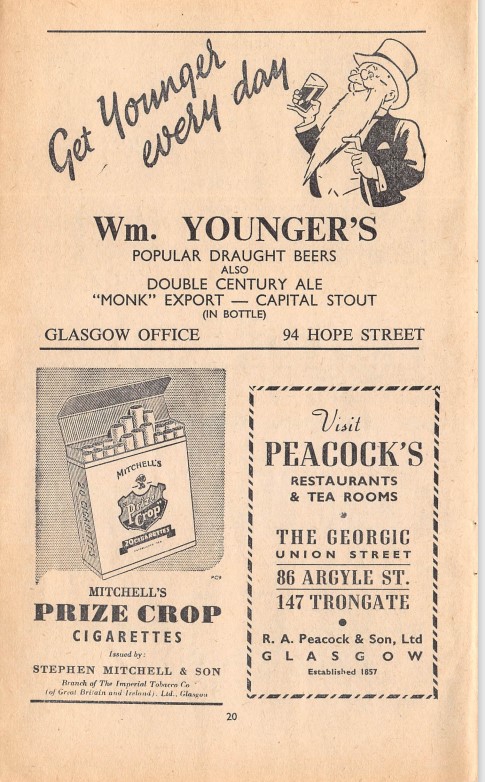 Get Younger
every day
Wm. YOUNGER'S
POPULAR DRAUGHT BEERS
ALSO
DOUBLE CENTURY ALE
"MONK" EXPORT — CAPITAL STOUT
(IN BOTTLE)
GLASGOW OFFICE 94 HOPE STREET
20 CIGARETTES
MITCHELL'S
Prize
Crop
20 CIGARETTES
PC9
MITCHELL'S
PRIZE CROP
CIGARETTES
Issued by:
STEPHEN MITCHELL & SON
Branch of The Imperial Tobacco Co
(of Great Britain and Ireland). Ltd., Glasgow
Visit
PEACOCK'S
RESTAURANTS
& TEA ROOMS
THE GEORGIC
UNION STREET
86 ARGYLE ST.
147 TRONGATE
R. A. Peacock & Son, Ltd
GLASGOW
Established 1857
20